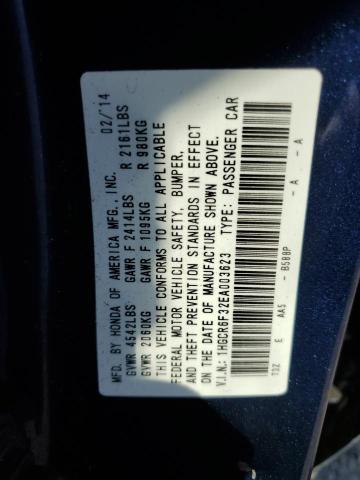 MFD. BY HONDA OF AMERICA MFG., INC. 02/14
GVWR 4542LBS GAWR F 2414LBS R 2161LBS
GVWR 2060KG GAWR F 1095KG R 980KG
THIS VEHICLE CONFORMS TO ALL APPLICABLE
FEDERAL MOTOR VEHICLE SAFETY, BUMPER,
AND THEFT PREVENTION STANDARDS IN EFFECT
ON THE DATE OF MANUFACTURE SHOWN ABOVE.
V.I.N.: 1HGCR6F32EA003623 TYPE: PASSENGER CAR
T3Z E AA5 - B588P - A - A